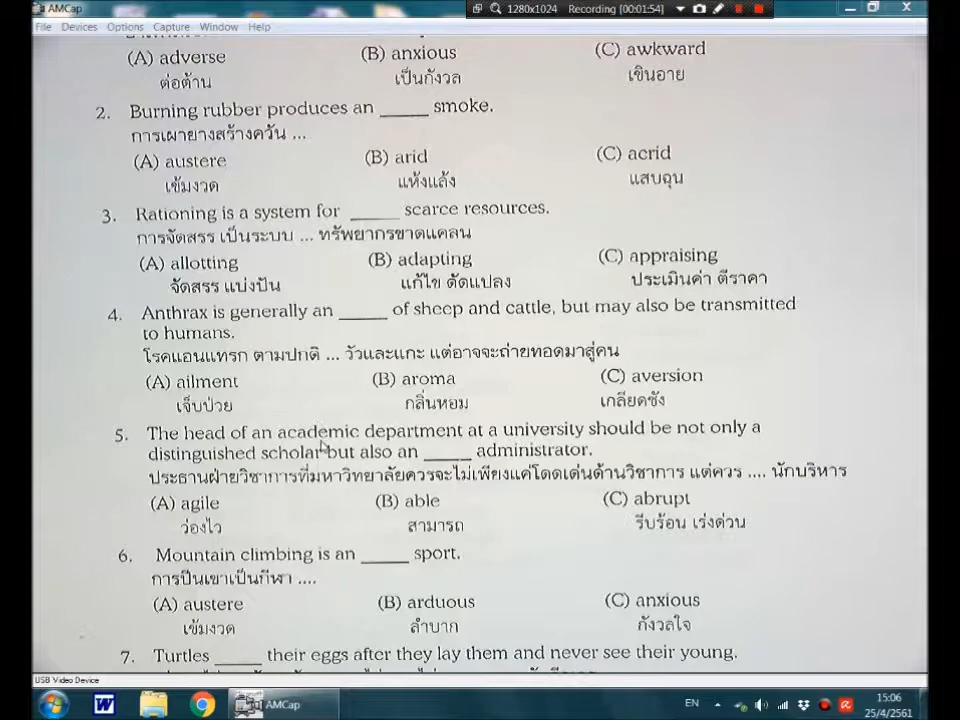 AMCap
1280x1024 Recording [00:01:54]
File Devices Options Capture Window Help
(A) adverse (B) anxious (C) awkward
ต่อต้าน เป็นกังวล เขินอาย
2. Burning rubber produces an _____ smoke.
การเผายางสร้างควัน ...
(A) austere (B) arid (C) acrid
เข้มงวด แห้งแล้ง แสบฉุน
3. Rationing is a system for _____ scarce resources.
การจัดสรร เป็นระบบ ... ทรัพยากรขาดแคลน
(A) allotting (B) adapting (C) appraising
จัดสรร แบ่งปัน แก้ไข ดัดแปลง ประเมินค่า ตีราคา
4. Anthrax is generally an _____ of sheep and cattle, but may also be transmitted
to humans.
โรคแอนแทรก ตามปกติ ... วัวและแกะ แต่อาจจะถ่ายทอดมาสู่คน
(A) ailment (B) aroma (C) aversion
เจ็บป่วย กลิ่นหอม เกลียดชัง
5. The head of an academic department at a university should be not only a
distinguished scholar but also an _____ administrator.
ประธานฝ่ายวิชาการที่มหาวิทยาลัยควรจะไม่เพียงแค่โดดเด่นด้านวิชาการ แต่ควร .... นักบริหาร
(A) agile (B) able (C) abrupt
ว่องไว สามารถ รีบร้อน เร่งด่วน
6. Mountain climbing is an _____ sport.
การปีนเขาเป็นกีฬา ....
(A) austere (B) arduous (C) anxious
เข้มงวด ลำบาก กังวลใจ
7. Turtles _____ their eggs after they lay them and never see their young.
USB Video Device
AMCap
EN
15:06
25/4/2561